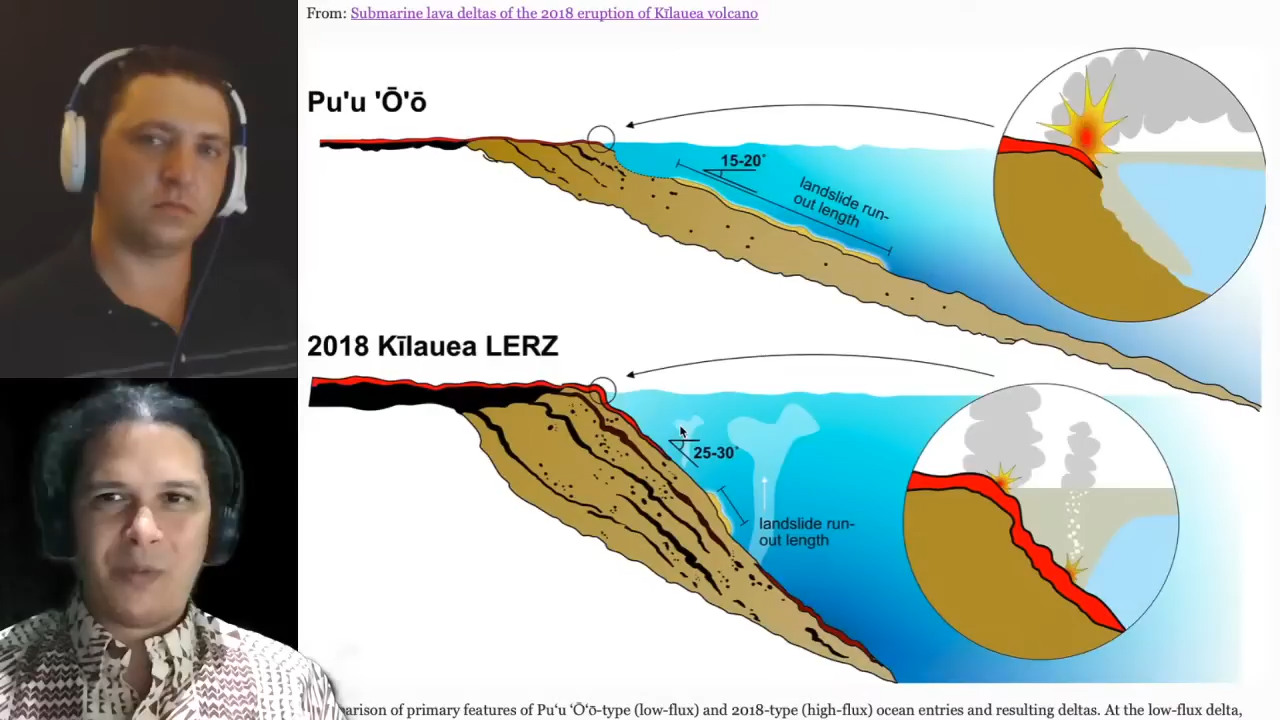 From: Submarine lava deltas of the 2018 eruption of Kīlauea volcano
Pu'u 'Ō'ō
15-20°
landslide run-
out length
2018 Kīlauea LERZ
25-30°
landslide run-
out length
parison of primary features of Puʻu ʻŌʻō-type (low-flux) and 2018-type (high-flux) ocean entries and resulting deltas. At the low-flux delta,